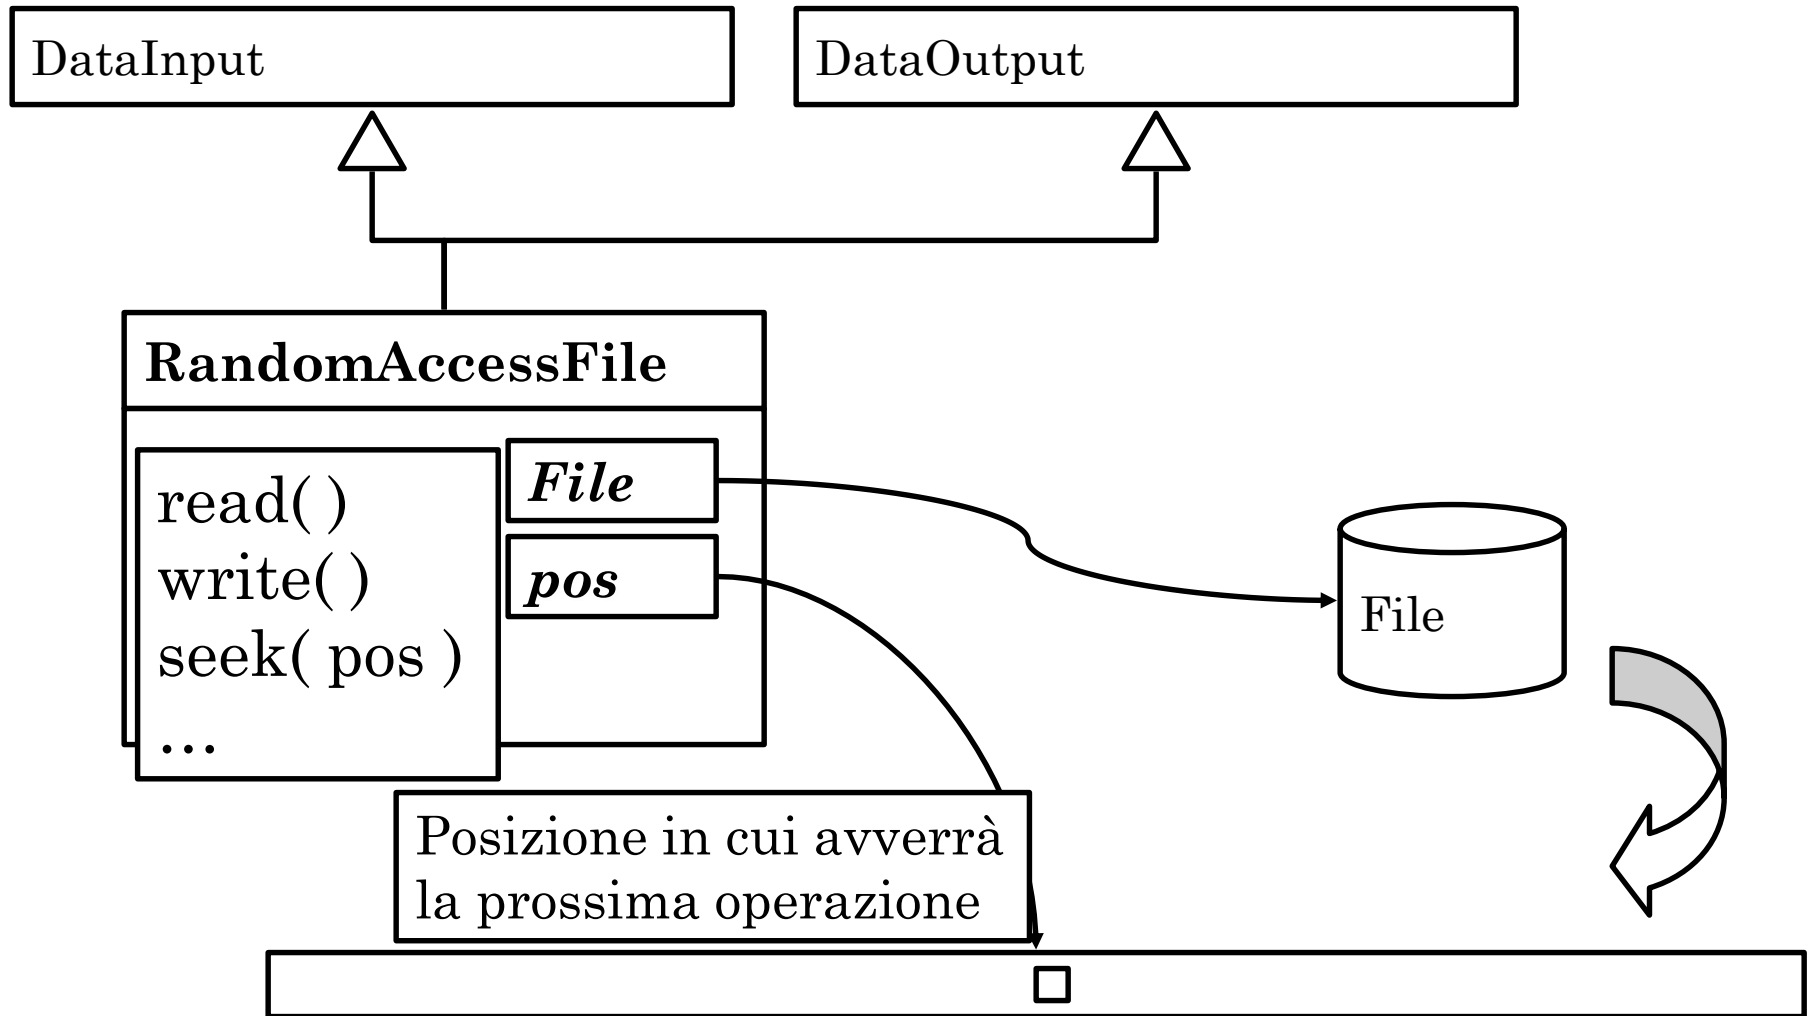 DataInput
DataOutput
RandomAccessFile
read( )
write( )
seek( pos )
...
File
pos
File
Posizione in cui avverrà
la prossima operazione